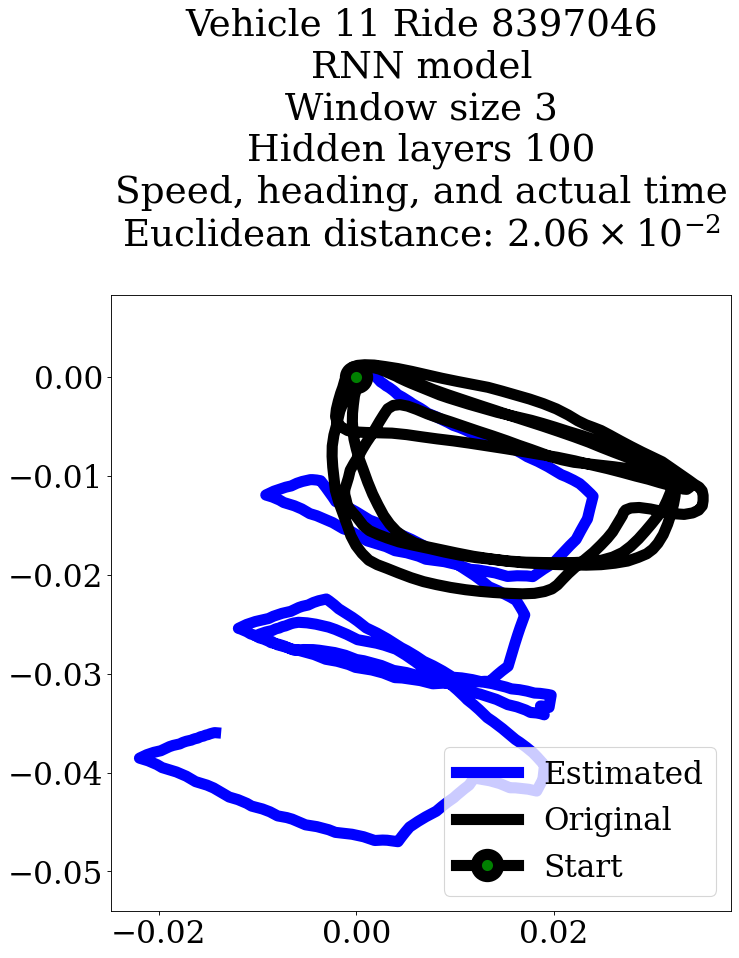 Vehicle 11 Ride 8397046
RNN model
Window size 3
Hidden layers 100
Speed, heading, and actual time
Euclidean distance: 2.06 × 10⁻²
0.00
−0.01
−0.02
−0.03
−0.04
−0.05
Estimated
Original
Start
−0.02 0.00 0.02